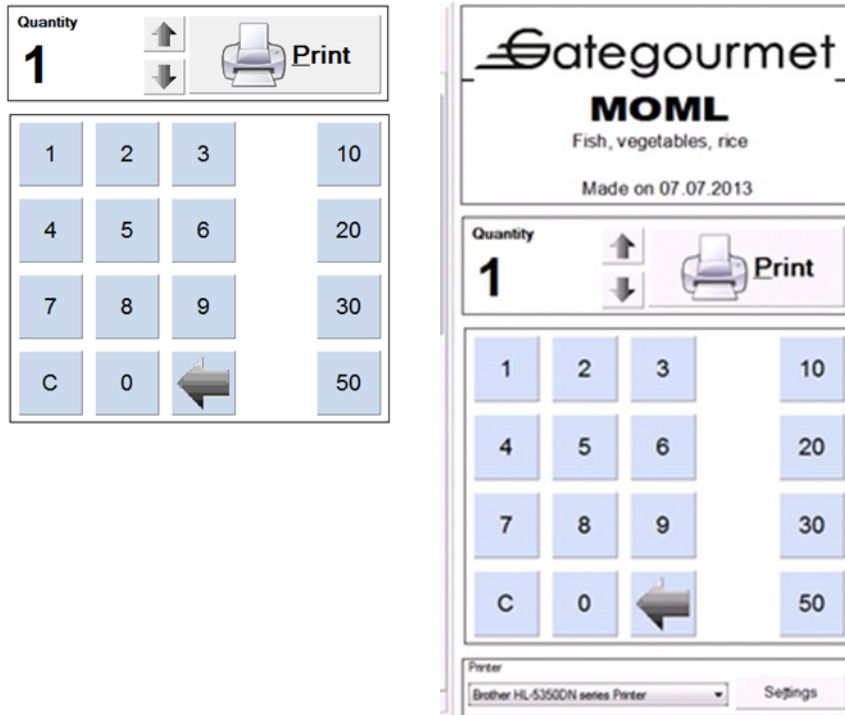 Quantity
1
Print
1 2 3 10
4 5 6 20
7 8 9 30
C 0 50
Gategourmet
MOML
Fish, vegetables, rice
Made on 07.07.2013
Quantity
1
Print
1 2 3 10
4 5 6 20
7 8 9 30
C 0 50
Printer
Brother HL-5350DN series Printer
Settings